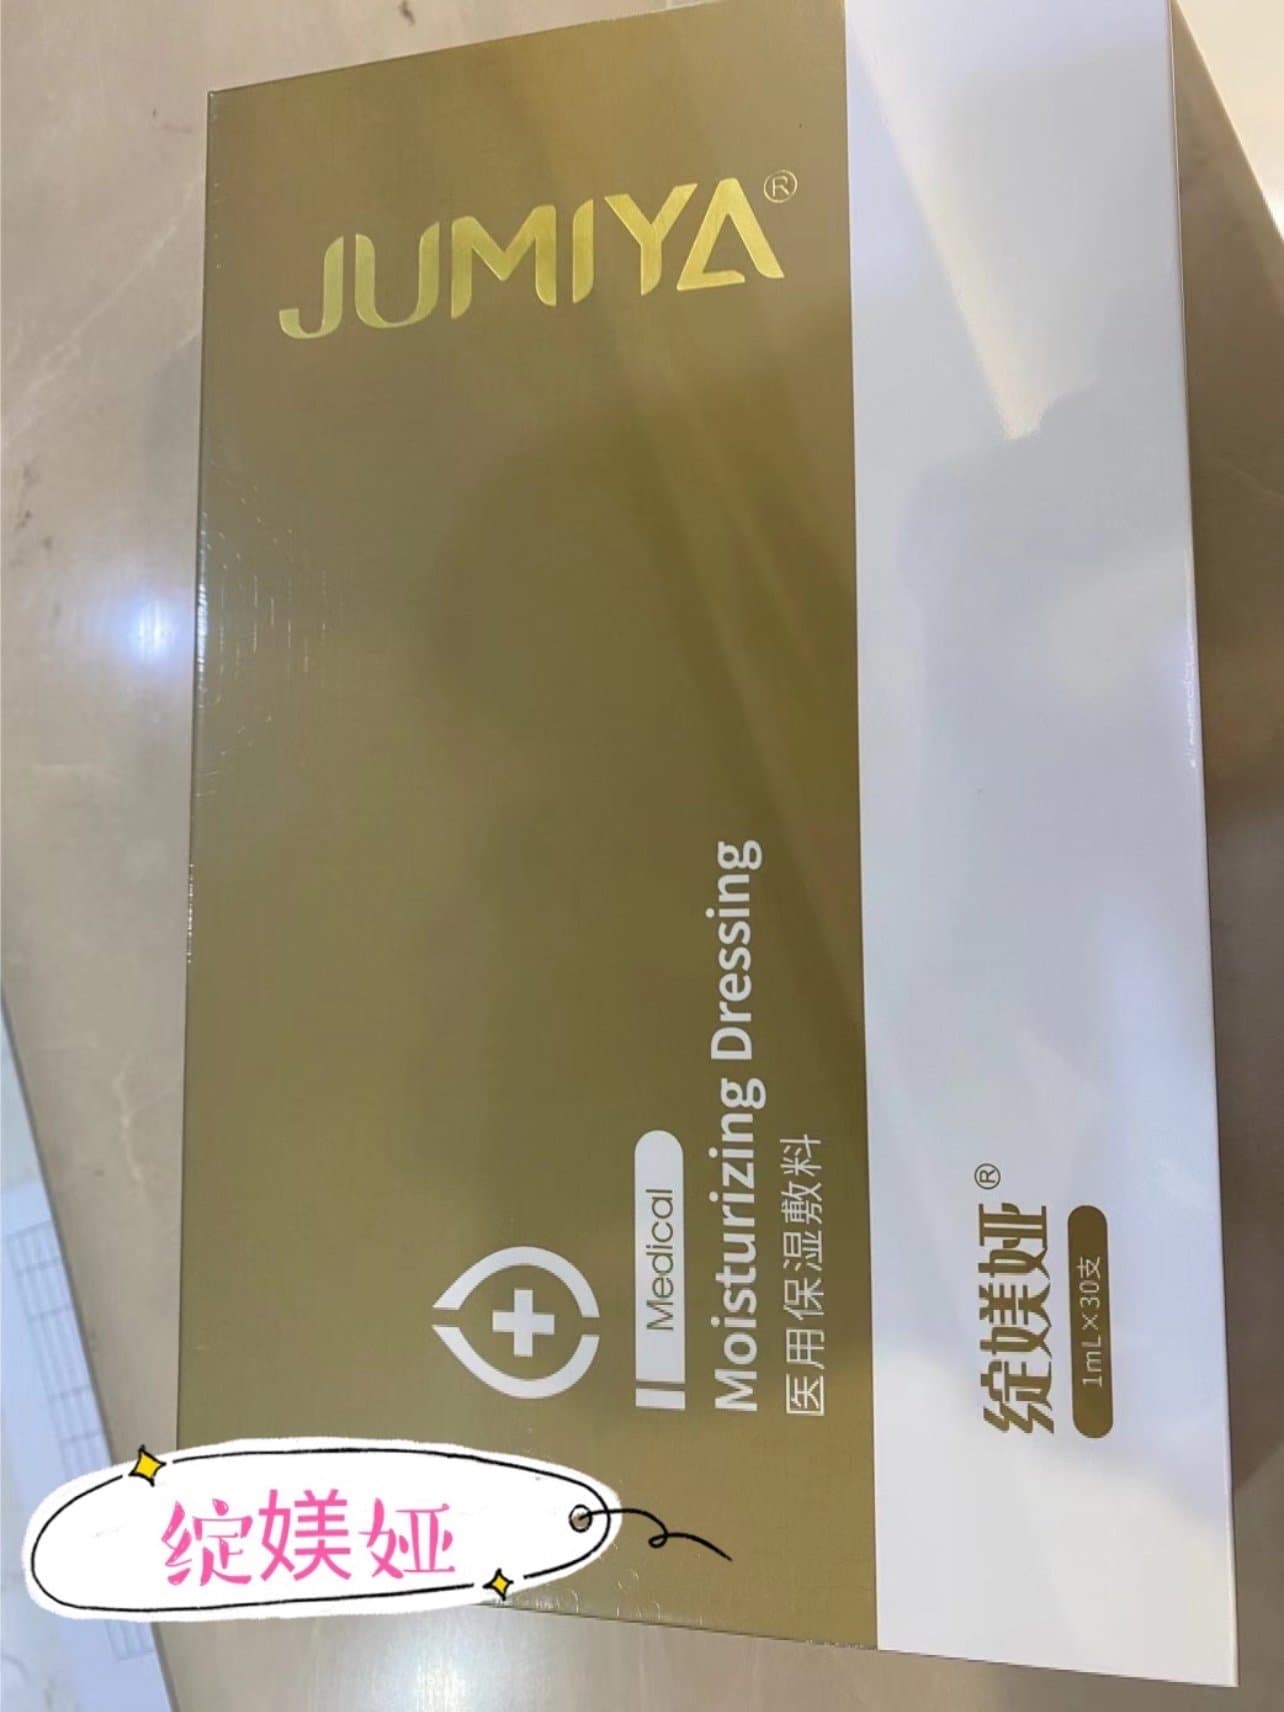 JUMIYA®
Medical
Moisturizing Dressing
医用保湿敷料
绽媄娅®
1mL×30支
绽媄娅